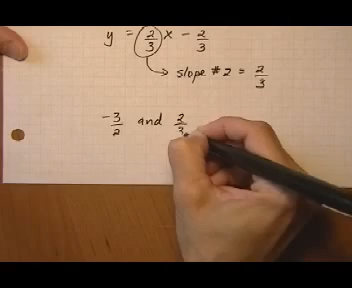 y = 2/3 x - 2/3
slope #2 = 2/3
-3/2 and 2/3